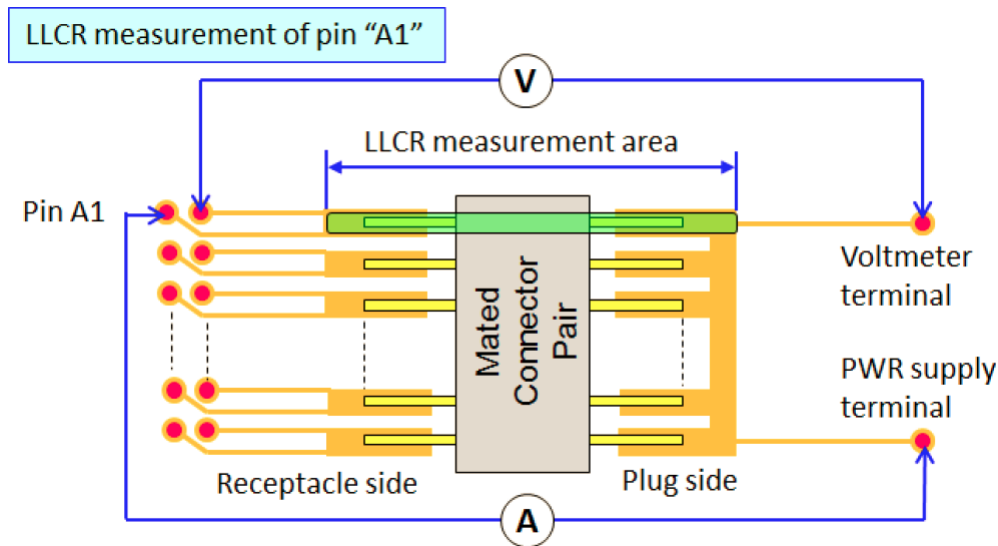 LLCR measurement of pin “A1”
V
LLCR measurement area
Pin A1
Voltmeter
terminal
Mated
Connector
Pair
PWR supply
terminal
Receptacle side
Plug side
A